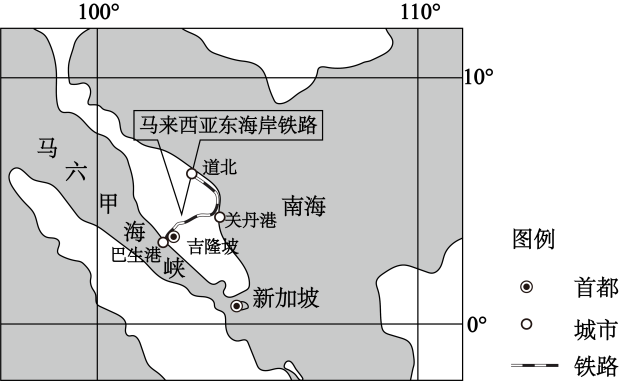 100°
110°
10°
马来西亚东海岸铁路
马六甲海峡
道北
南海
关丹港
吉隆坡
巴生港
新加坡
0°
图例
首都
城市
铁路